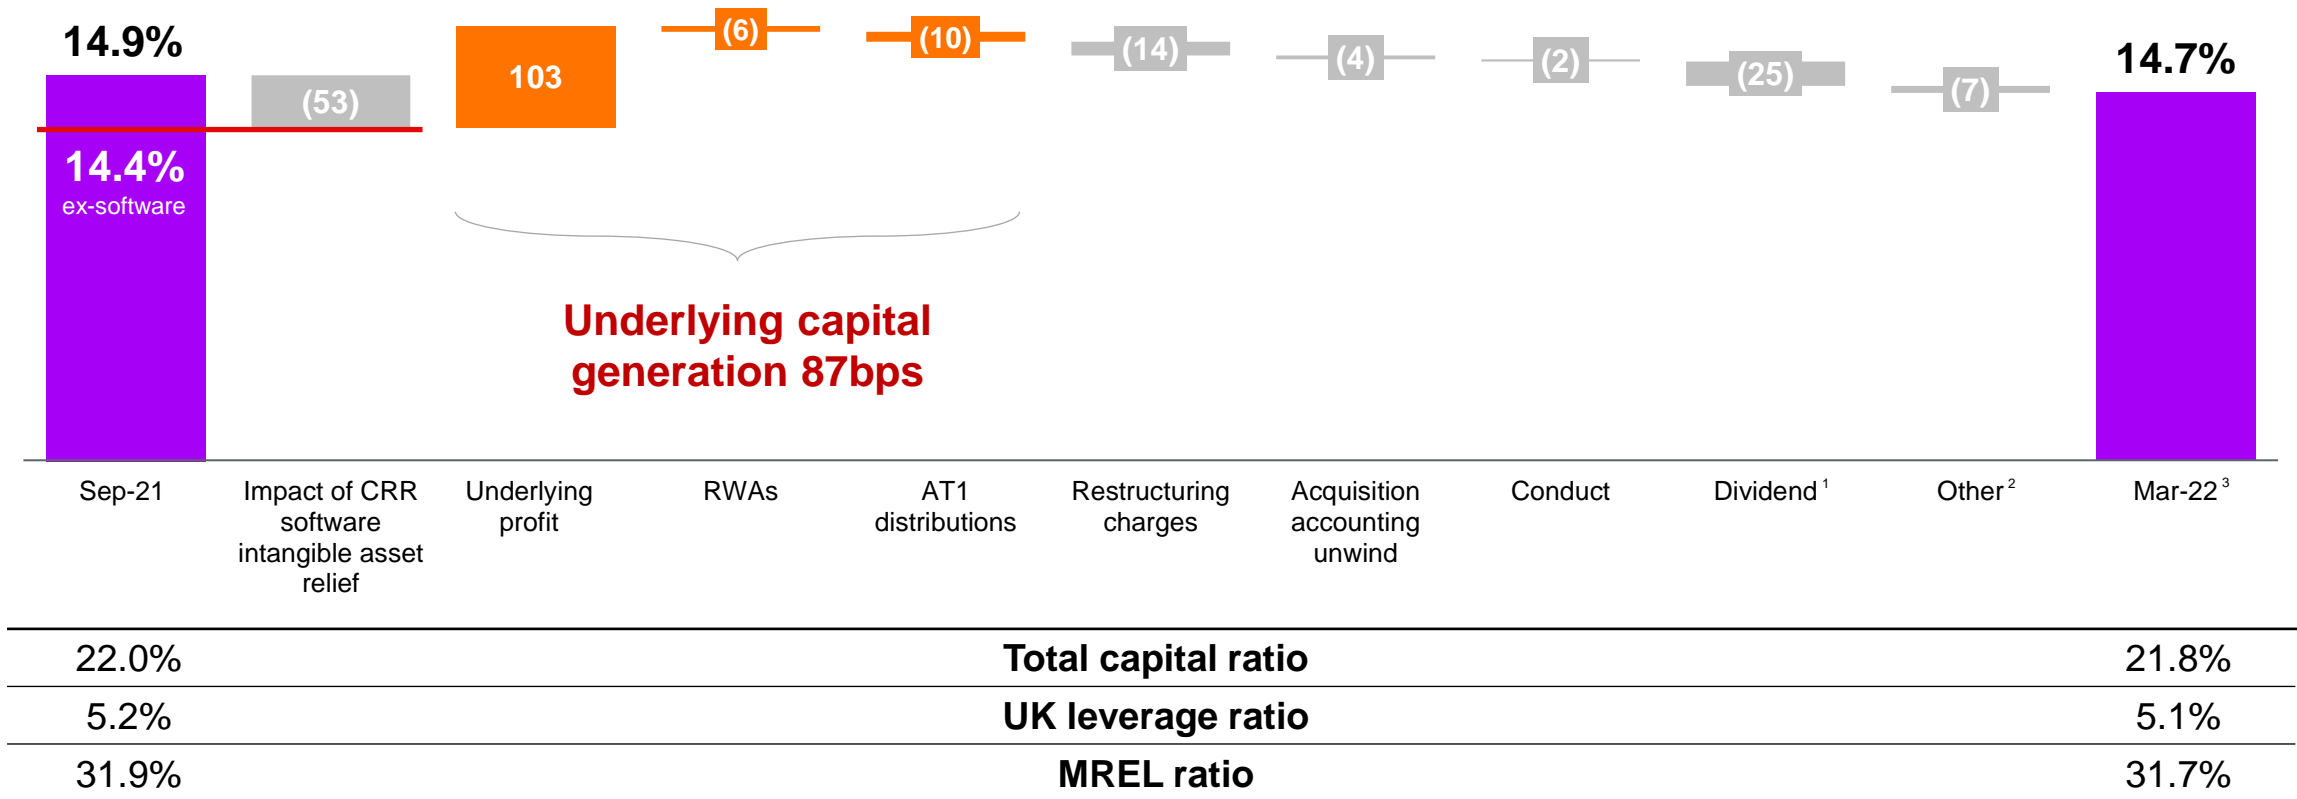 14.9%
14.4%
ex-software
(53)
103
(6)
(10)
(14)
(4)
(2)
(25)
(7)
14.7%
Underlying capital
generation 87bps
Sep-21
Impact of CRR
software
intangible asset
relief
Underlying
profit
RWAs
AT1
distributions
Restructuring
charges
Acquisition
accounting
unwind
Conduct
Dividend 1
Other 2
Mar-22 3
22.0% Total capital ratio 21.8%
5.2% UK leverage ratio 5.1%
31.9% MREL ratio 31.7%